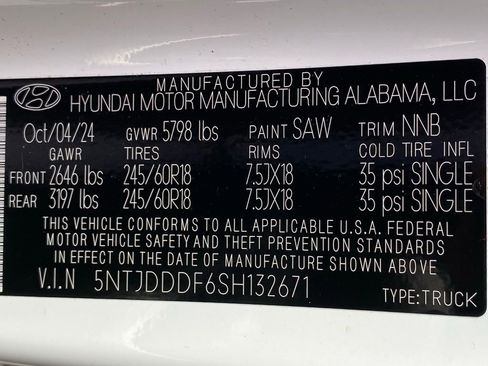 MANUFACTURED BY
HYUNDAI MOTOR MANUFACTURING ALABAMA, LLC
Oct/04/24 GVWR 5798 lbs PAINT SAW TRIM NNB
GAWR TIRES RIMS COLD TIRE INFL
FRONT 2646 lbs 245/60R18 7.5JX18 35 psi SINGLE
REAR 3197 lbs 245/60R18 7.5JX18 35 psi SINGLE
THIS VEHICLE CONFORMS TO ALL APPLICABLE U.S.A. FEDERAL
MOTOR VEHICLE SAFETY AND THEFT PREVENTION STANDARDS
IN EFFECT ON THE DATE OF MANUFACTURE SHOWN ABOVE
V.I.N 5NTJDDDF6SH132671
TYPE:TRUCK